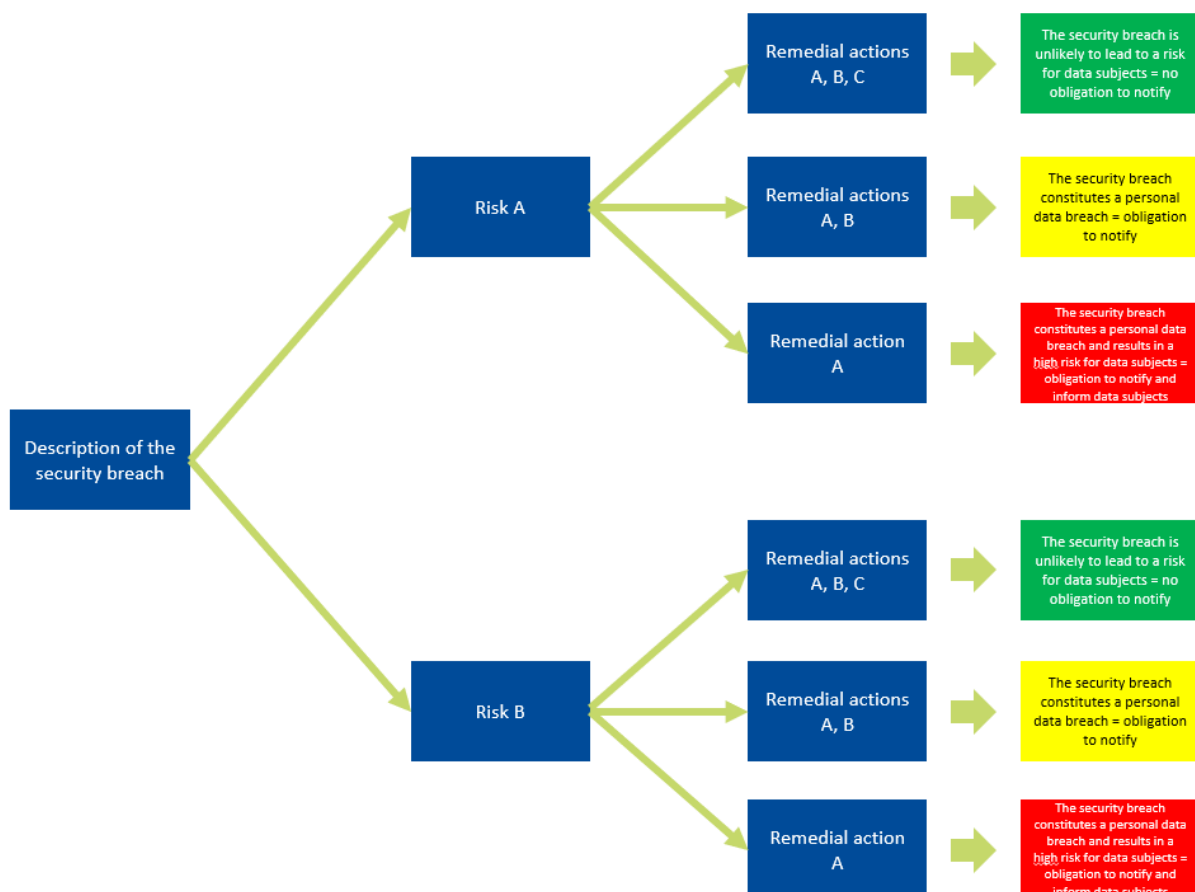 Remedial actions
A, B, C
The security breach is
unlikely to lead to a risk
for data subjects = no
obligation to notify
Risk A
Remedial actions
A, B
The security breach
constitutes a personal
data breach = obligation
to notify
Remedial action
A
The security breach
constitutes a personal data
breach and results in a
high risk for data subjects =
obligation to notify and
inform data subjects
Description of the
security breach
Remedial actions
A, B, C
The security breach is
unlikely to lead to a risk
for data subjects = no
obligation to notify
Risk B
Remedial actions
A, B
The security breach
constitutes a personal
data breach = obligation
to notify
Remedial action
A
The security breach
constitutes a personal data
breach and results in a
high risk for data subjects =
obligation to notify and
inform data subjects